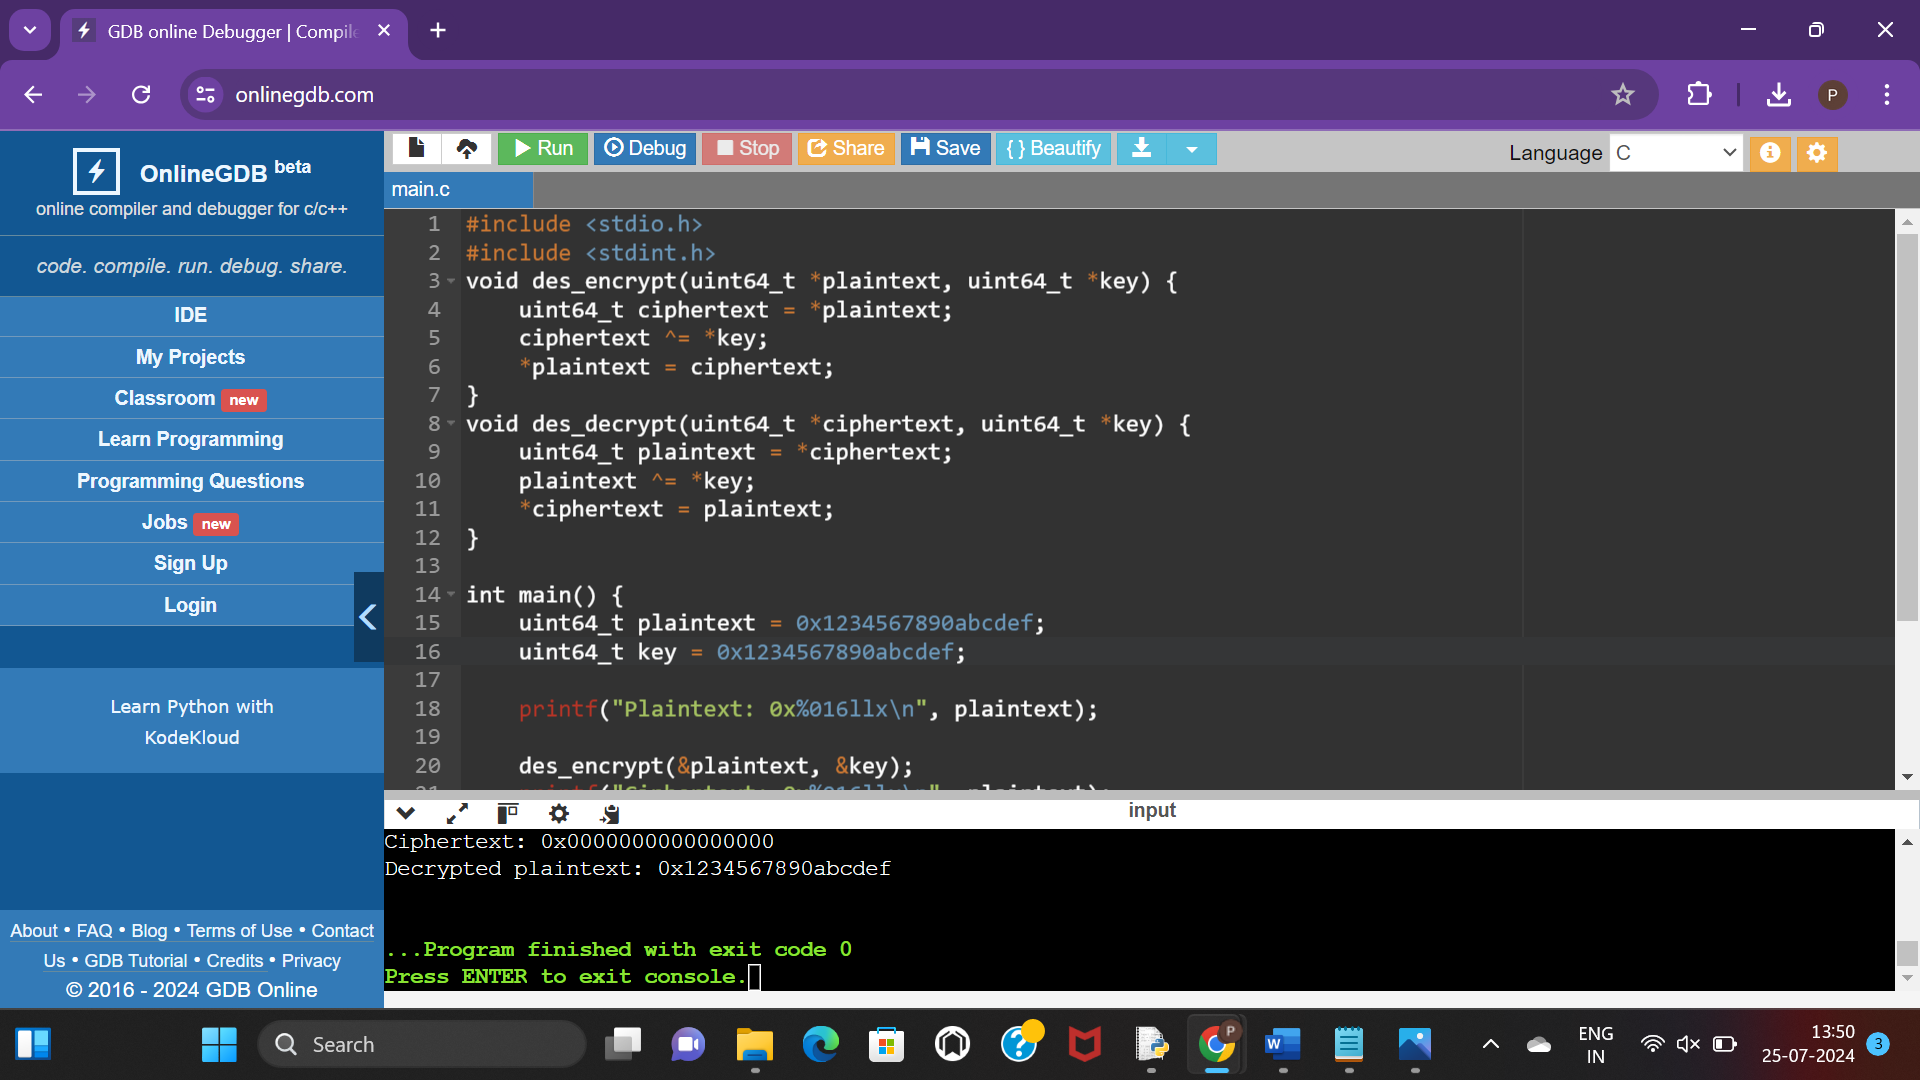 GDB online Debugger | Compile
onlinegdb.com
P
OnlineGDB beta
online compiler and debugger for c/c++
code. compile. run. debug. share.
IDE
My Projects
Classroom new
Learn Programming
Programming Questions
Jobs new
Sign Up
Login
Learn Python with
KodeKloud
About • FAQ • Blog • Terms of Use • Contact
Us • GDB Tutorial • Credits • Privacy
© 2016 - 2024 GDB Online
Run Debug Stop Share Save { } Beautify
Language C
main.c
1 #include <stdio.h>
2 #include <stdint.h>
3 void des_encrypt(uint64_t *plaintext, uint64_t *key) {
4 uint64_t ciphertext = *plaintext;
5 ciphertext ^= *key;
6 *plaintext = ciphertext;
7 }
8 void des_decrypt(uint64_t *ciphertext, uint64_t *key) {
9 uint64_t plaintext = *ciphertext;
10 plaintext ^= *key;
11 *ciphertext = plaintext;
12 }
13
14 int main() {
15 uint64_t plaintext = 0x1234567890abcdef;
16 uint64_t key = 0x1234567890abcdef;
17
18 printf("Plaintext: 0x%016llx\n", plaintext);
19
20 des_encrypt(&plaintext, &key);
input
Ciphertext: 0x0000000000000000
Decrypted plaintext: 0x1234567890abcdef
...Program finished with exit code 0
Press ENTER to exit console.
Search
P
W
ENG
IN
13:50
25-07-2024
3